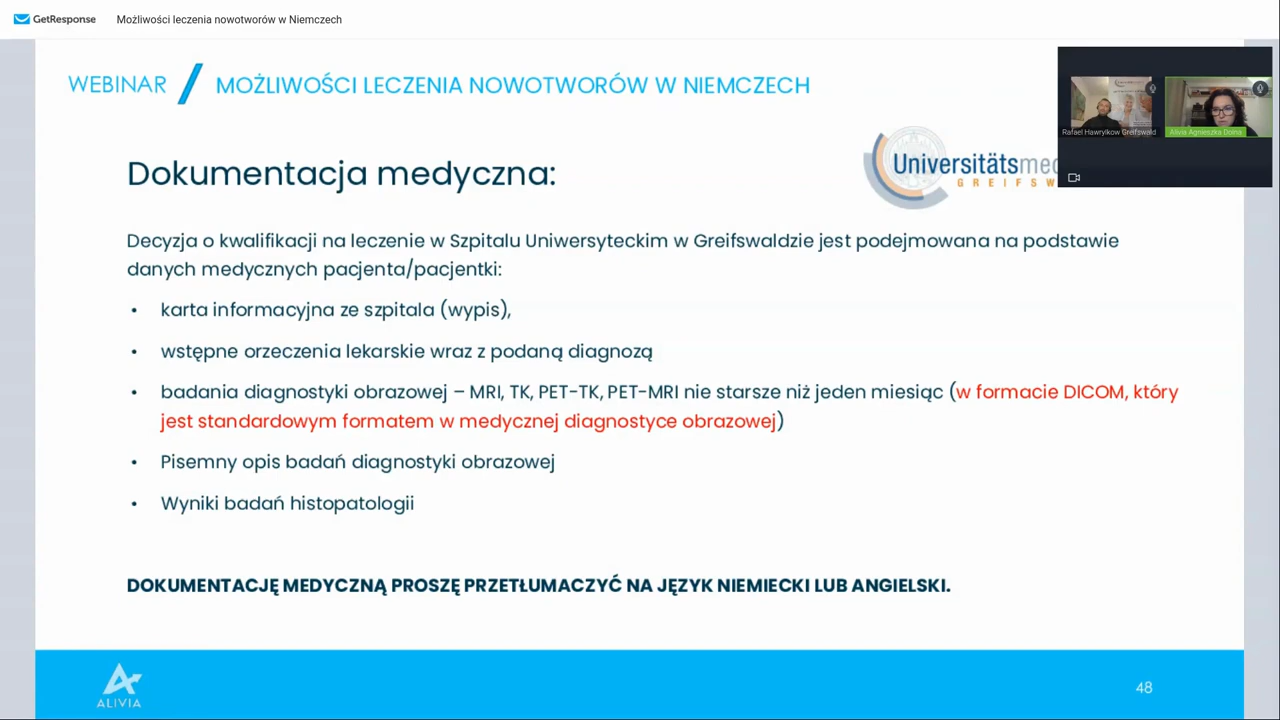 GetResponse Możliwości leczenia nowotworów w Niemczech
WEBINAR / MOŻLIWOŚCI LECZENIA NOWOTWORÓW W NIEMCZECH
Rafael Hawrylkow Greifswald
Alivia Agnieszka Dolna
Dokumentacja medyczna:
Universitätsmed
GREIFSW
Decyzja o kwalifikacji na leczenie w Szpitalu Uniwersyteckim w Greifswaldzie jest podejmowana na podstawie
danych medycznych pacjenta/pacjentki:
• karta informacyjna ze szpitala (wypis),
• wstępne orzeczenia lekarskie wraz z podaną diagnozą
• badania diagnostyki obrazowej – MRI, TK, PET-TK, PET-MRI nie starsze niż jeden miesiąc (w formacie DICOM, który
jest standardowym formatem w medycznej diagnostyce obrazowej)
• Pisemny opis badań diagnostyki obrazowej
• Wyniki badań histopatologii
DOKUMENTACJĘ MEDYCZNĄ PROSZĘ PRZETŁUMACZYĆ NA JĘZYK NIEMIECKI LUB ANGIELSKI.
ALIVIA
48